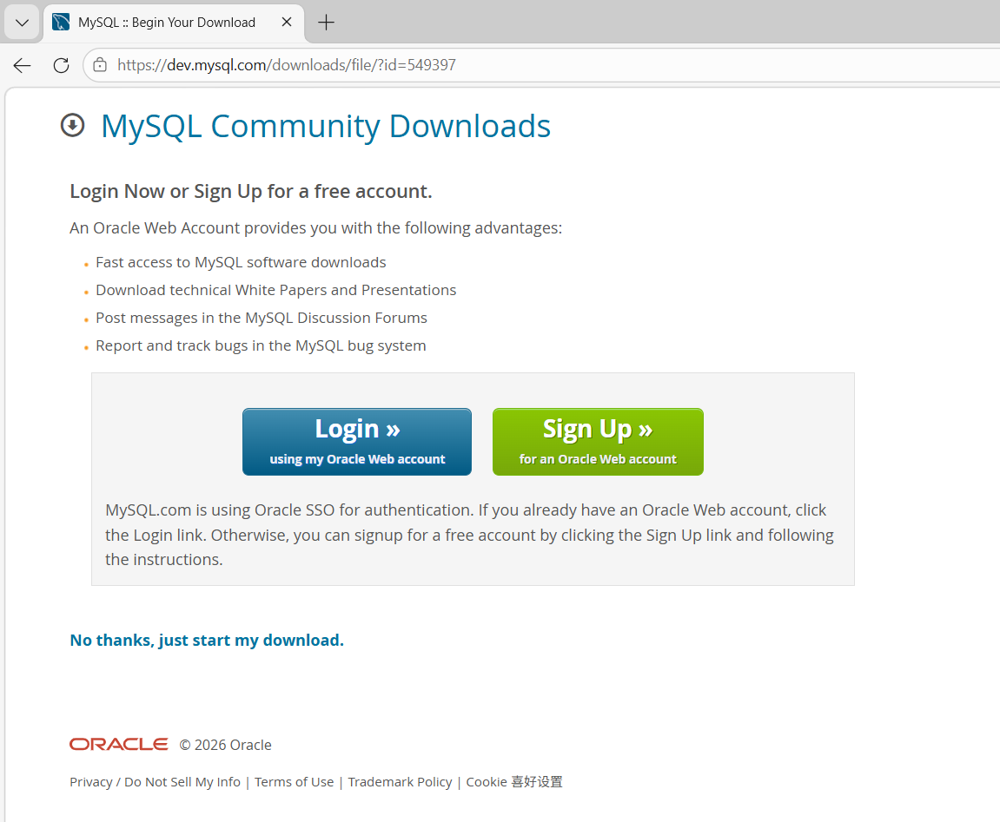 MySQL :: Begin Your Download
https://dev.mysql.com/downloads/file/?id=549397
MySQL Community Downloads
Login Now or Sign Up for a free account.
An Oracle Web Account provides you with the following advantages:
Fast access to MySQL software downloads
Download technical White Papers and Presentations
Post messages in the MySQL Discussion Forums
Report and track bugs in the MySQL bug system
Login »
using my Oracle Web account
Sign Up »
for an Oracle Web account
MySQL.com is using Oracle SSO for authentication. If you already have an Oracle Web account, click
the Login link. Otherwise, you can signup for a free account by clicking the Sign Up link and following
the instructions.
No thanks, just start my download.
ORACLE © 2026 Oracle
Privacy / Do Not Sell My Info | Terms of Use | Trademark Policy | Cookie 喜好设置